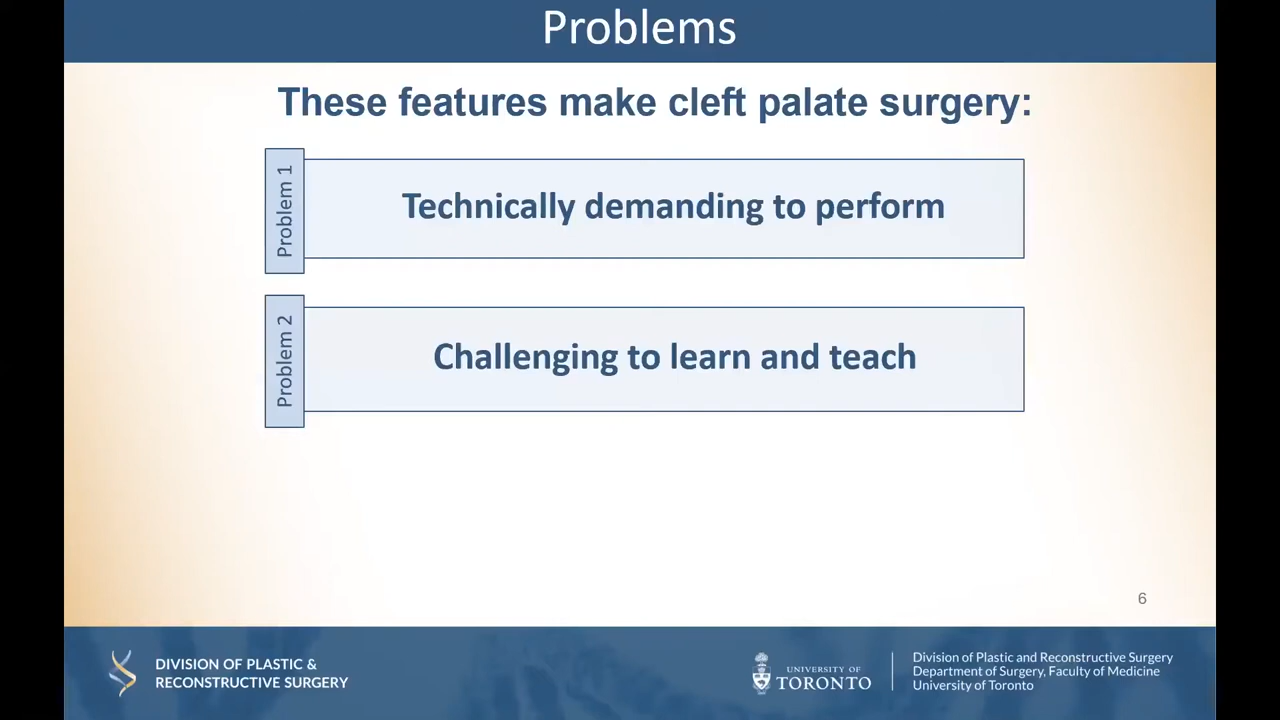 Problems
These features make cleft palate surgery:
Problem 1
Technically demanding to perform
Problem 2
Challenging to learn and teach
6
DIVISION OF PLASTIC &
RECONSTRUCTIVE SURGERY
UNIVERSITY OF
TORONTO
Division of Plastic and Reconstructive Surgery
Department of Surgery, Faculty of Medicine
University of Toronto